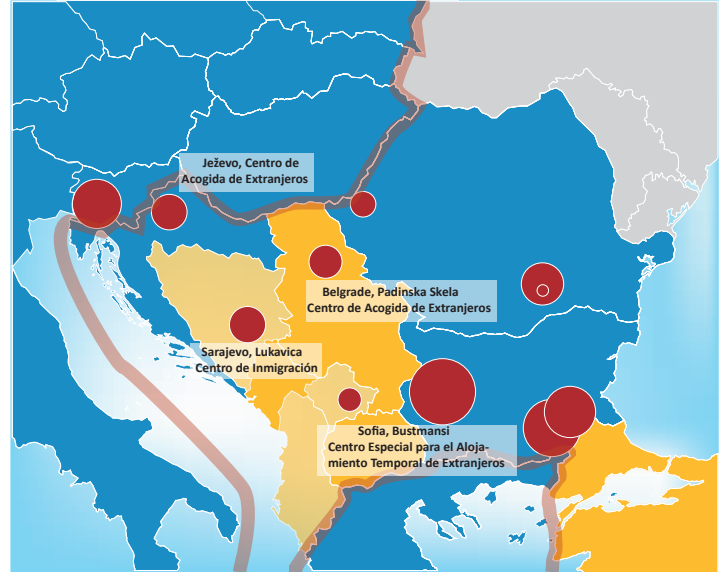 Ježevo, Centro de
Acogida de Extranjeros
Belgrade, Padinska Skela
Centro de Acogida de Extranjeros
Sarajevo, Lukavica
Centro de Inmigración
Sofia, Bustmansi
Centro Especial para el Aloja-
miento Temporal de Extranjeros